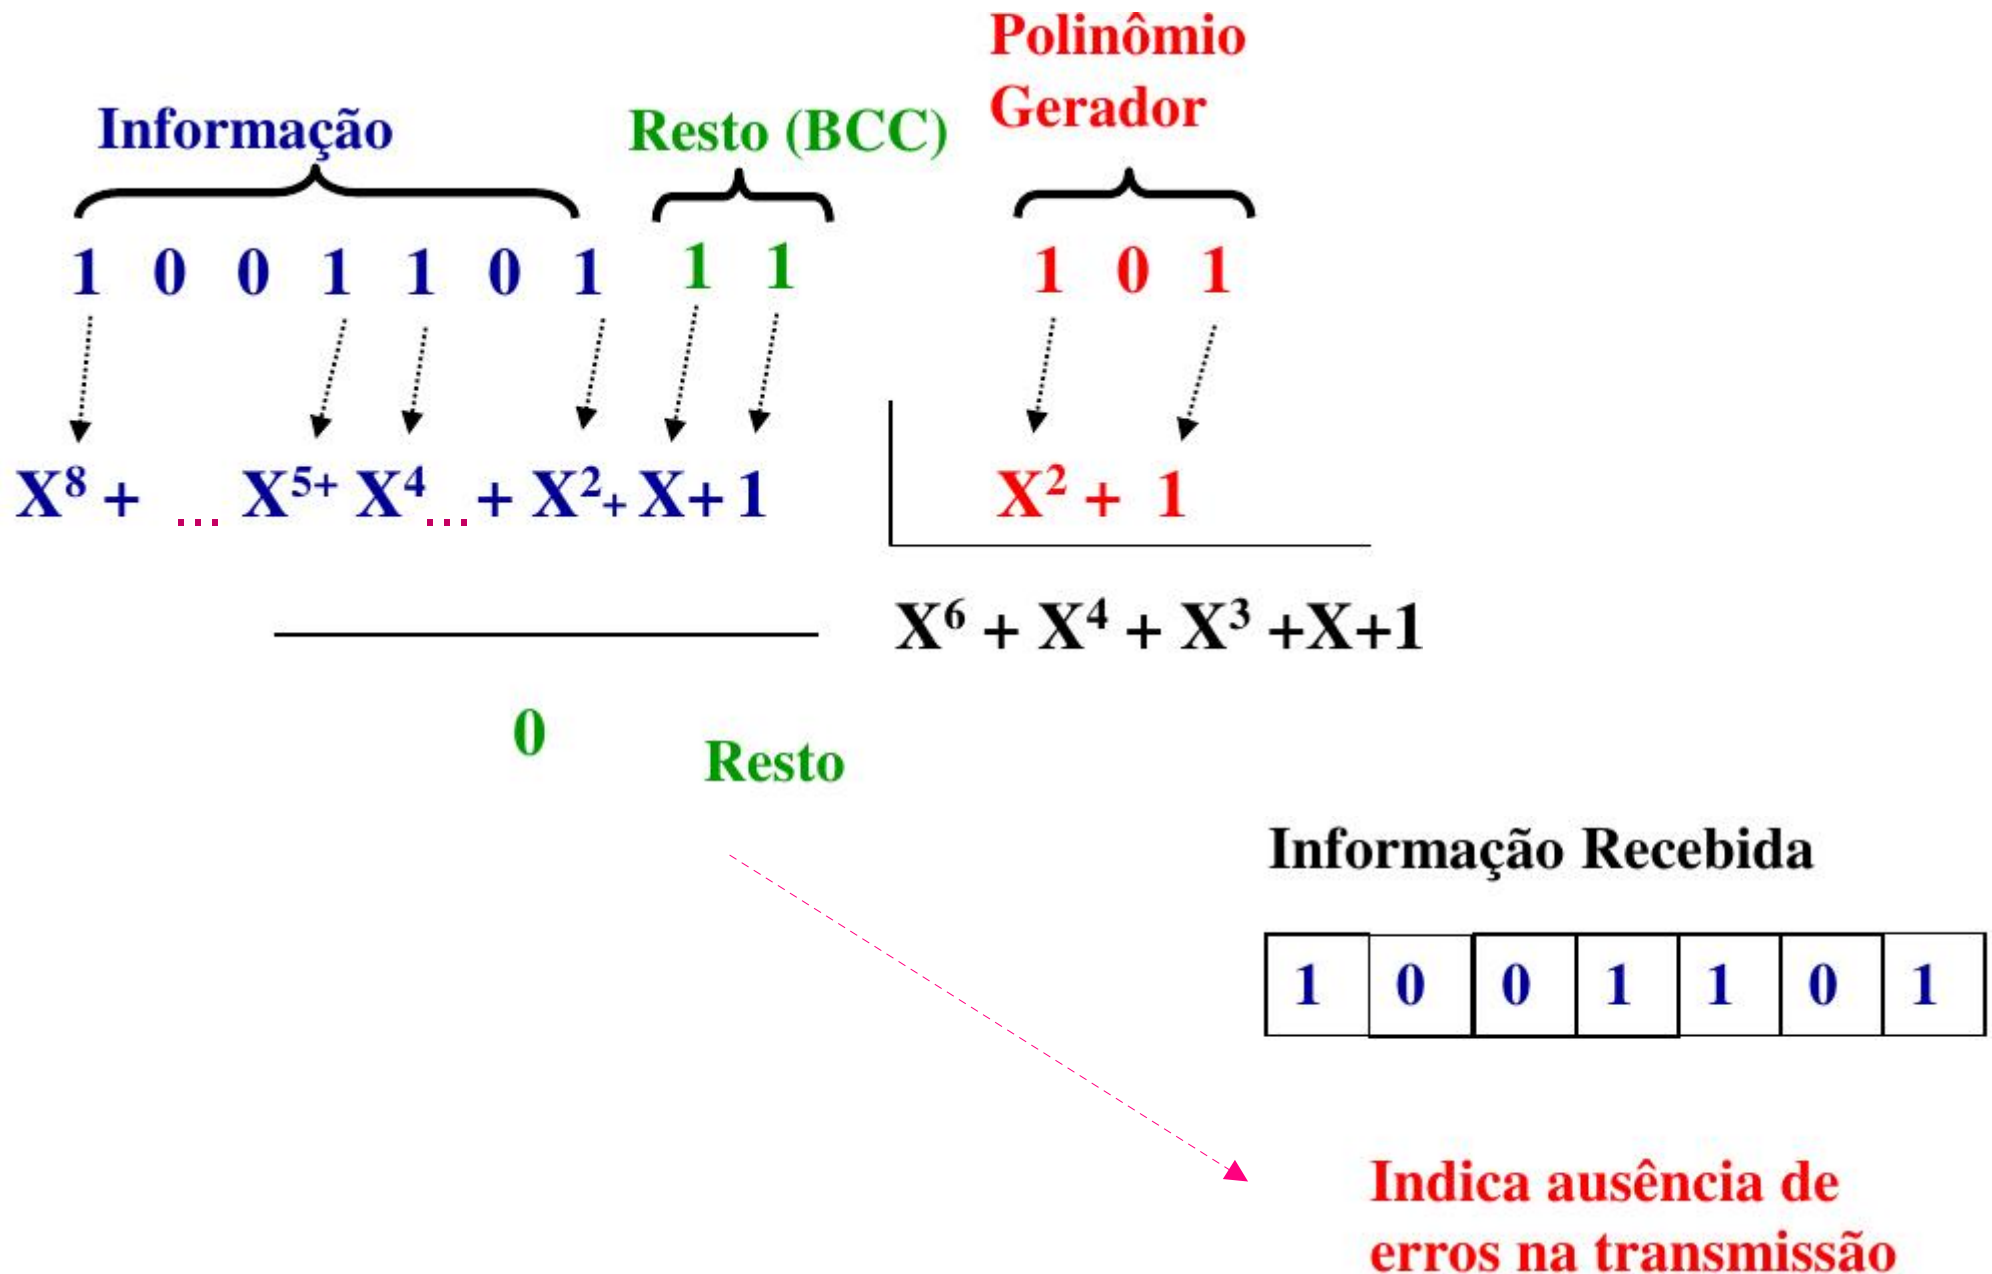 Polinômio
Gerador
Informação
Resto (BCC)
1 0 0 1 1 0 1 1 1
1 0 1
X⁸ + ... X⁵⁺ X⁴ ... + X²₊ X+ 1
X² + 1
X⁶ + X⁴ + X³ +X+1
0
Resto
Informação Recebida
1 0 0 1 1 0 1
Indica ausência de
erros na transmissão